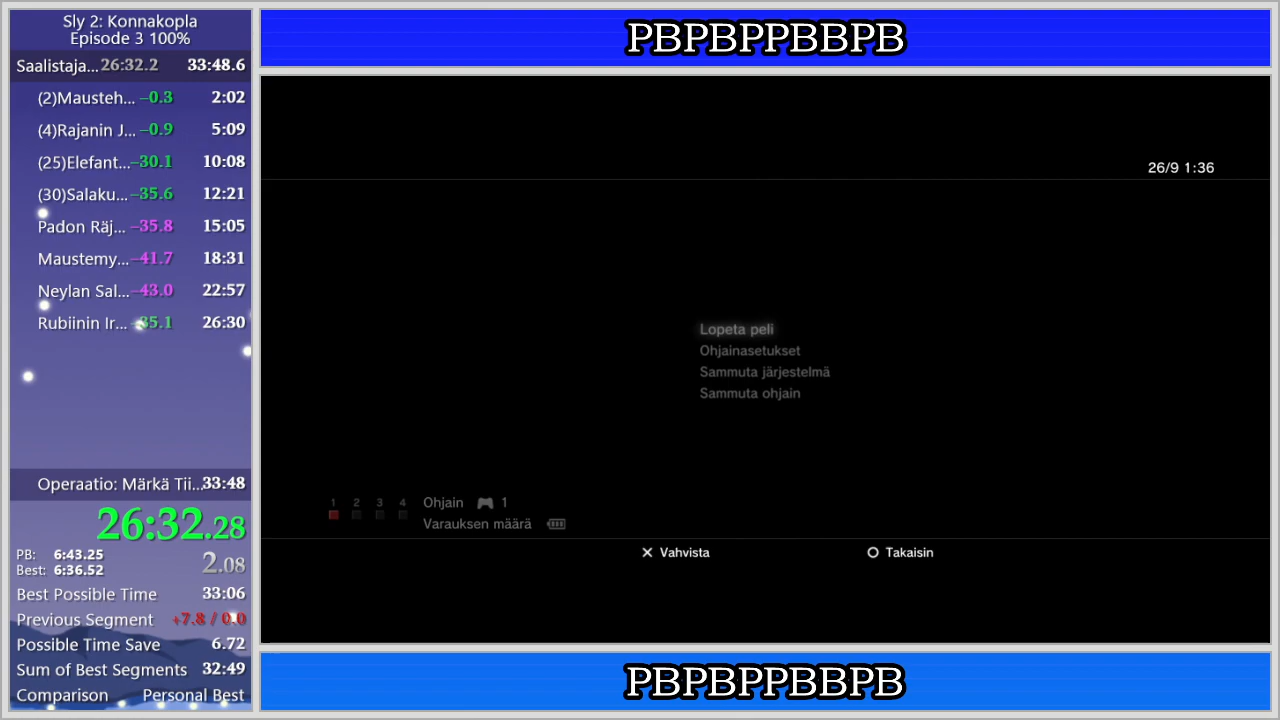 Sly 2: Konnakopla
Episode 3 100%
Saalistaja... 26:32.2 33:48.6
(2)Mausteh... −0.3 2:02
(4)Rajanin J... −0.9 5:09
(25)Elefant... −30.1 10:08
(30)Salaku... −35.6 12:21
Padon Räj... −35.8 15:05
Maustemy... −41.7 18:31
Neylan Sal... −43.0 22:57
Rubiinin Ir... −35.1 26:30
Operaatio: Märkä Tii... 33:48
26:32.28
PB: 6:43.25
Best: 6:36.52
2.08
Best Possible Time 33:06
Previous Segment +7.8 / 0.0
Possible Time Save 6.72
Sum of Best Segments 32:49
Comparison Personal Best
PBPBPPBBPB
26/9 1:36
Lopeta peli
Ohjainasetukset
Sammuta järjestelmä
Sammuta ohjain
1 2 3 4
Ohjain 1
Varauksen määrä
Vahvista
Takaisin
PBPBPPBBPB